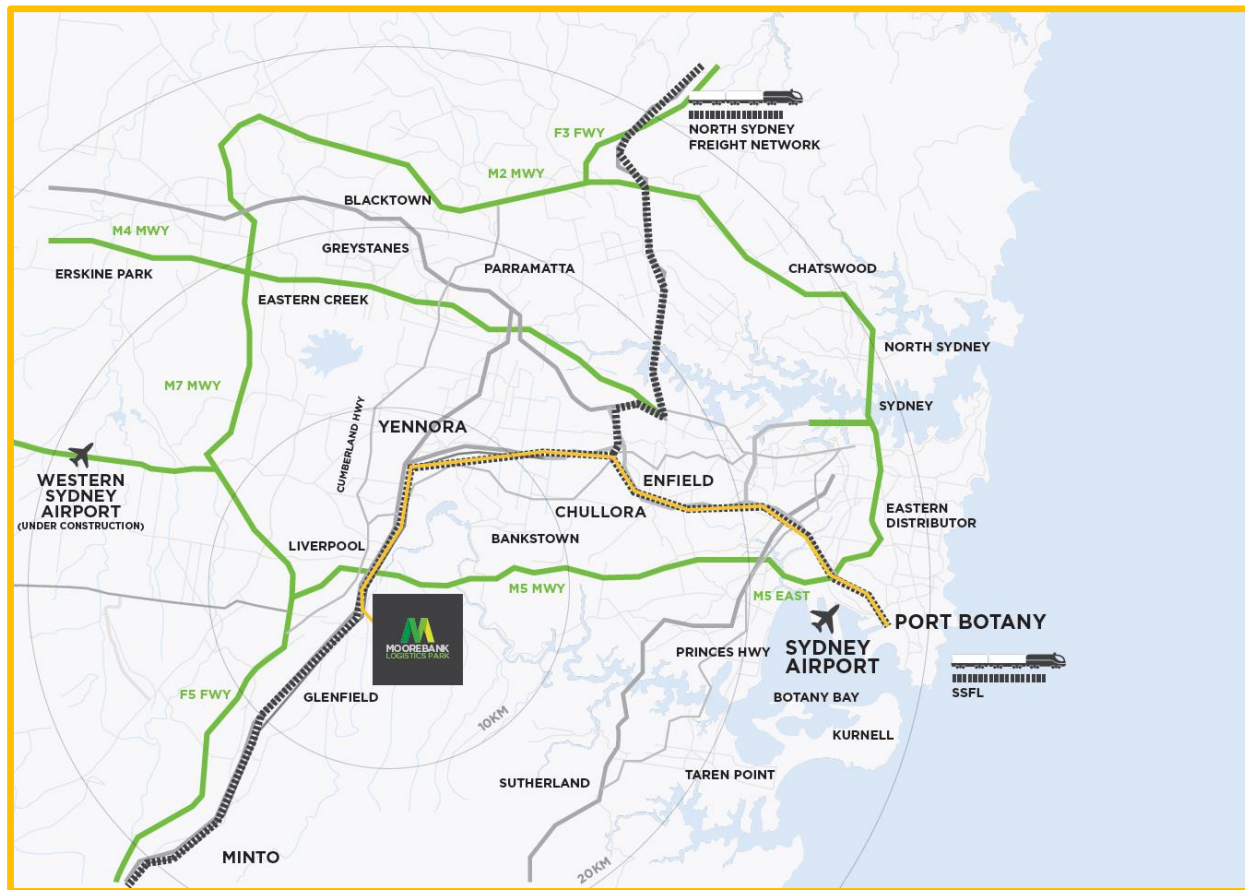 NORTH SYDNEY
FREIGHT NETWORK
F3 FWY
M2 MWY
BLACKTOWN
M4 MWY
GREYSTANES
ERSKINE PARK
PARRAMATTA
CHATSWOOD
EASTERN CREEK
NORTH SYDNEY
M7 MWY
SYDNEY
CUMBERLAND HWY
YENNORA
WESTERN
SYDNEY
AIRPORT
(UNDER CONSTRUCTION)
ENFIELD
CHULLORA
EASTERN
DISTRIBUTOR
LIVERPOOL
BANKSTOWN
M5 MWY
M5 EAST
PORT BOTANY
MOOREBANK
LOGISTICS PARK
PRINCES HWY
SYDNEY
AIRPORT
SSFL
F5 FWY
GLENFIELD
BOTANY BAY
10KM
KURNELL
SUTHERLAND
TAREN POINT
MINTO
20KM